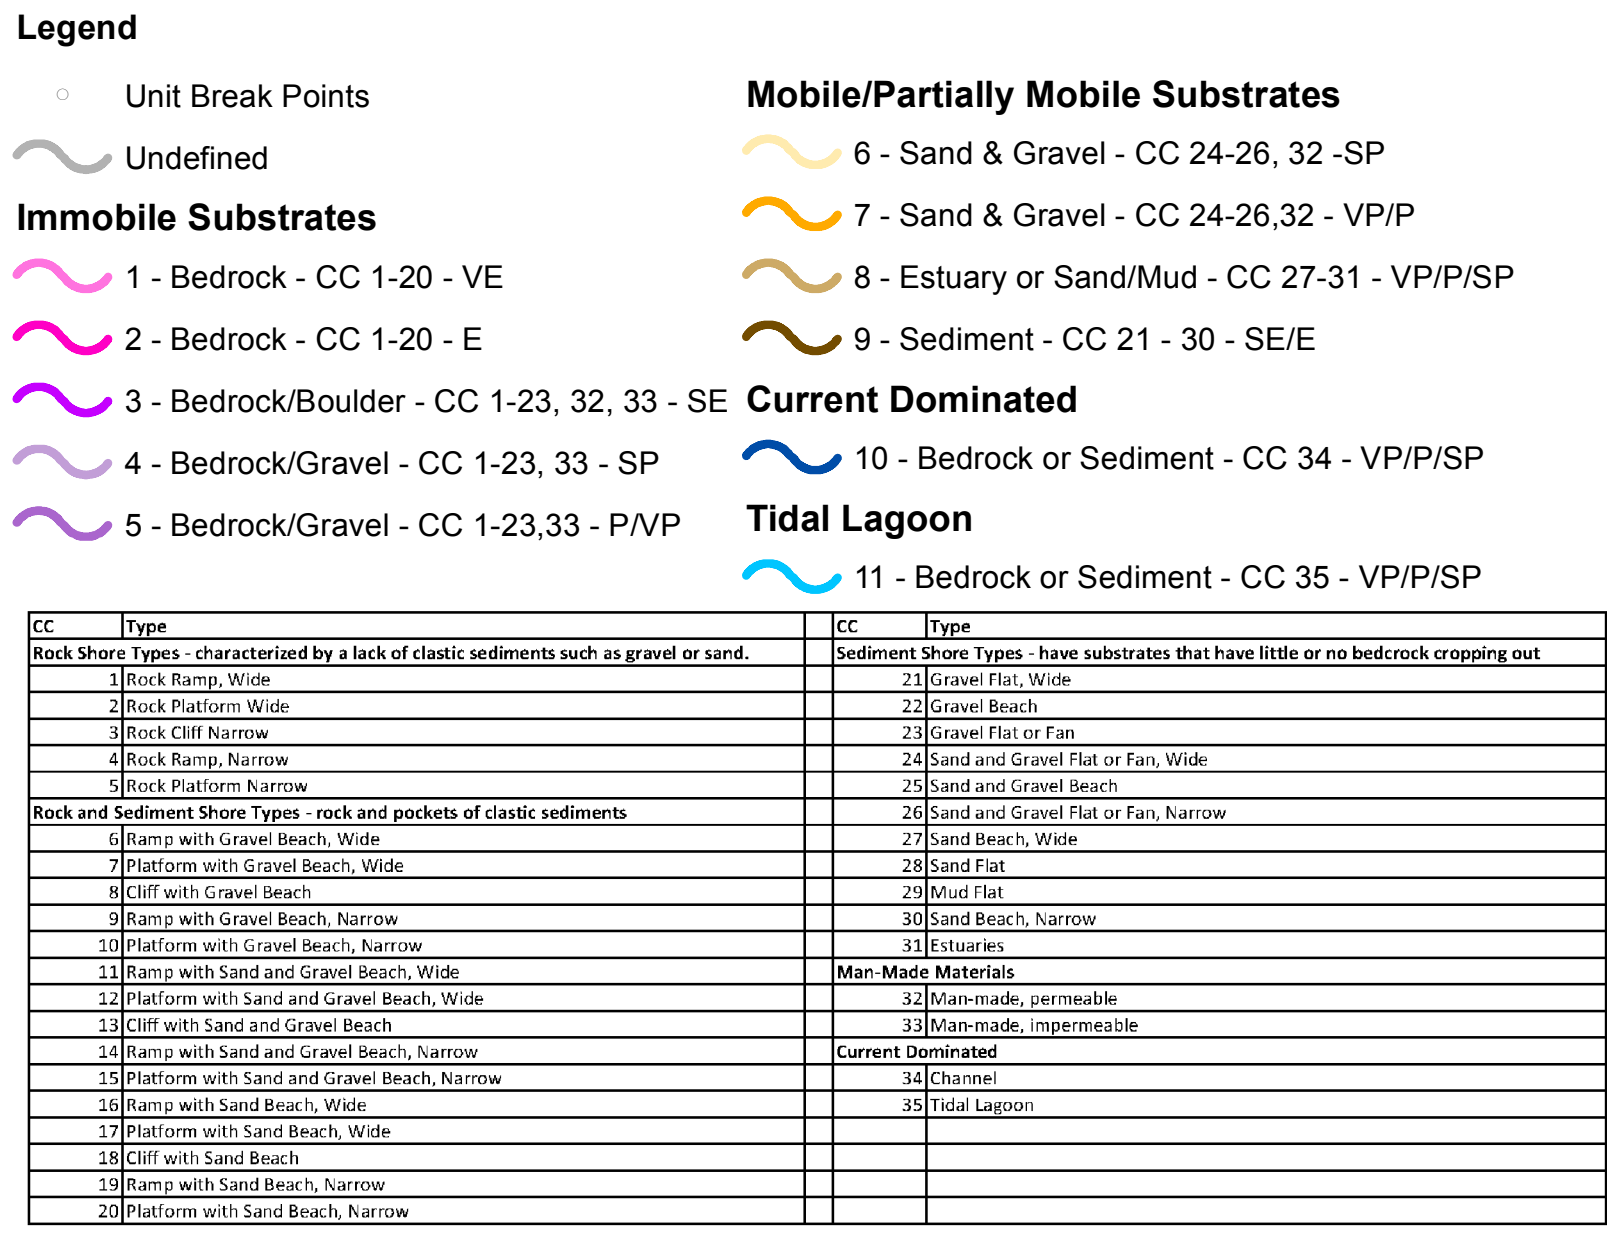 Legend
Unit Break Points
Undefined
Immobile Substrates
1 - Bedrock - CC 1-20 - VE
2 - Bedrock - CC 1-20 - E
3 - Bedrock/Boulder - CC 1-23, 32, 33 - SE
4 - Bedrock/Gravel - CC 1-23, 33 - SP
5 - Bedrock/Gravel - CC 1-23,33 - P/VP
Mobile/Partially Mobile Substrates
6 - Sand & Gravel - CC 24-26, 32 -SP
7 - Sand & Gravel - CC 24-26,32 - VP/P
8 - Estuary or Sand/Mud - CC 27-31 - VP/P/SP
9 - Sediment - CC 21 - 30 - SE/E
Current Dominated
10 - Bedrock or Sediment - CC 34 - VP/P/SP
Tidal Lagoon
11 - Bedrock or Sediment - CC 35 - VP/P/SP
CC Type
Rock Shore Types - characterized by a lack of clastic sediments such as gravel or sand.
1 Rock Ramp, Wide
2 Rock Platform Wide
3 Rock Cliff Narrow
4 Rock Ramp, Narrow
5 Rock Platform Narrow
Rock and Sediment Shore Types - rock and pockets of clastic sediments
6 Ramp with Gravel Beach, Wide
7 Platform with Gravel Beach, Wide
8 Cliff with Gravel Beach
9 Ramp with Gravel Beach, Narrow
10 Platform with Gravel Beach, Narrow
11 Ramp with Sand and Gravel Beach, Wide
12 Platform with Sand and Gravel Beach, Wide
13 Cliff with Sand and Gravel Beach
14 Ramp with Sand and Gravel Beach, Narrow
15 Platform with Sand and Gravel Beach, Narrow
16 Ramp with Sand Beach, Wide
17 Platform with Sand Beach, Wide
18 Cliff with Sand Beach
19 Ramp with Sand Beach, Narrow
20 Platform with Sand Beach, Narrow
CC Type
Sediment Shore Types - have substrates that have little or no bedcrock cropping out
21 Gravel Flat, Wide
22 Gravel Beach
23 Gravel Flat or Fan
24 Sand and Gravel Flat or Fan, Wide
25 Sand and Gravel Beach
26 Sand and Gravel Flat or Fan, Narrow
27 Sand Beach, Wide
28 Sand Flat
29 Mud Flat
30 Sand Beach, Narrow
31 Estuaries
Man-Made Materials
32 Man-made, permeable
33 Man-made, impermeable
Current Dominated
34 Channel
35 Tidal Lagoon